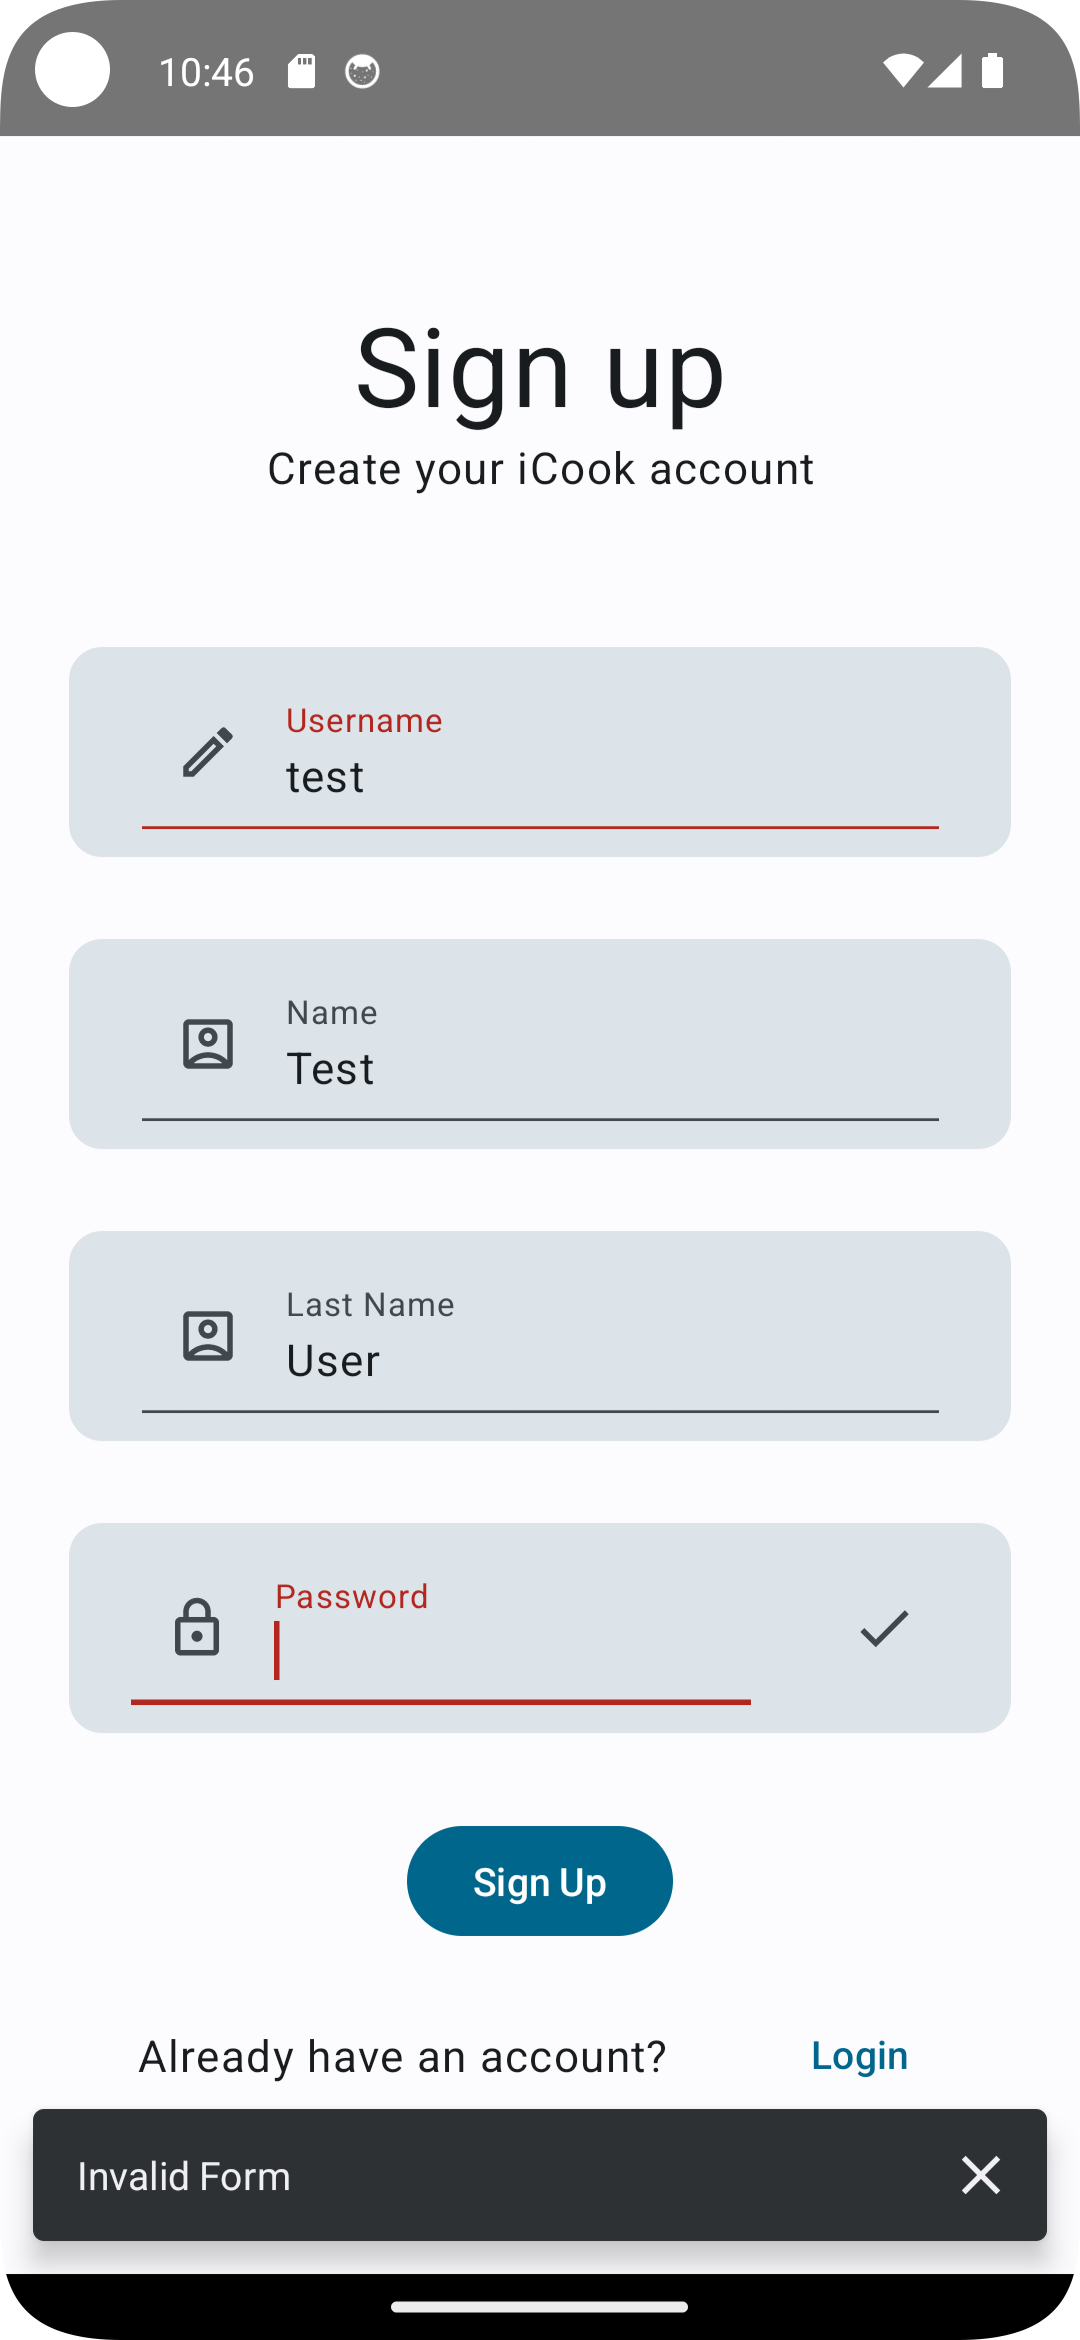 10:46
Sign up
Create your iCook account
Username
test
Name
Test
Last Name
User
Password
Sign Up
Already have an account? Login
Invalid Form